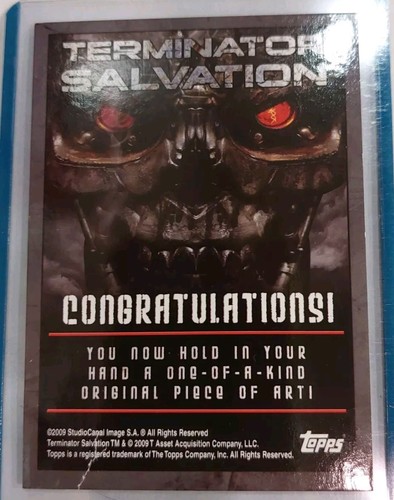 TERMINATOR
SALVATION
CONGRATULATIONS!
YOU NOW HOLD IN YOUR
HAND A ONE-OF-A-KIND
ORIGINAL PIECE OF ART!
©2009 StudioCanal Image S.A. ® All Rights Reserved
Terminator Salvation TM & © 2009 T Asset Acquisition Company, LLC.
Topps is a registered trademark of The Topps Company, Inc. All Rights Reserved.
topps